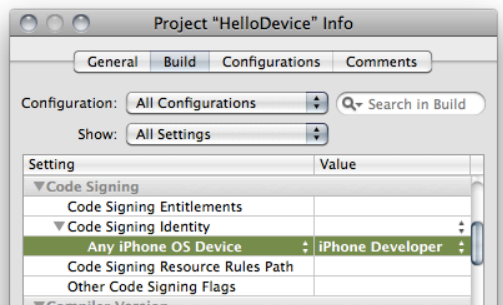 Project “HelloDevice” Info
General Build Configurations Comments
Configuration: All Configurations Search in Build
Show: All Settings
Setting Value
Code Signing
Code Signing Entitlements
Code Signing Identity
Any iPhone OS Device iPhone Developer
Code Signing Resource Rules Path
Other Code Signing Flags
Compiler Version